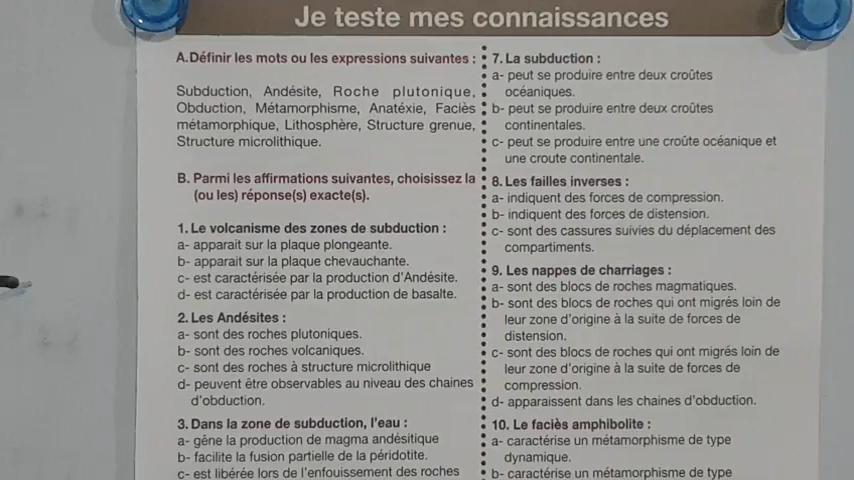 Je teste mes connaissances
A.Définir les mots ou les expressions suivantes :
Subduction, Andésite, Roche plutonique,
Obduction, Métamorphisme, Anatéxie, Faciès
métamorphique, Lithosphère, Structure grenue,
Structure microlithique.
B. Parmi les affirmations suivantes, choisissez la
(ou les) réponse(s) exacte(s).
1. Le volcanisme des zones de subduction :
a- apparait sur la plaque plongeante.
b- apparait sur la plaque chevauchante.
c- est caractérisée par la production d'Andésite.
d- est caractérisée par la production de basalte.
2. Les Andésites :
a- sont des roches plutoniques.
b- sont des roches volcaniques.
c- sont des roches à structure microlithique
d- peuvent être observables au niveau des chaines
d'obduction.
3. Dans la zone de subduction, l'eau :
a- gêne la production de magma andésitique
b- facilite la fusion partielle de la péridotite.
c- est libérée lors de l'enfouissement des roches
7. La subduction :
a- peut se produire entre deux croûtes
océaniques.
b- peut se produire entre deux croûtes
continentales.
c- peut se produire entre une croûte océanique et
une croute continentale.
8. Les failles inverses :
a- indiquent des forces de compression.
b- indiquent des forces de distension.
c- sont des cassures suivies du déplacement des
compartiments.
9. Les nappes de charriages :
a- sont des blocs de roches magmatiques.
b- sont des blocs de roches qui ont migrés loin de
leur zone d'origine à la suite de forces de
distension.
c- sont des blocs de roches qui ont migrés loin de
leur zone d'origine à la suite de forces de
compression.
d- apparaissent dans les chaines d'obduction.
10. Le faciès amphibolite :
a- caractérise un métamorphisme de type
dynamique.
b- caractérise un métamorphisme de type